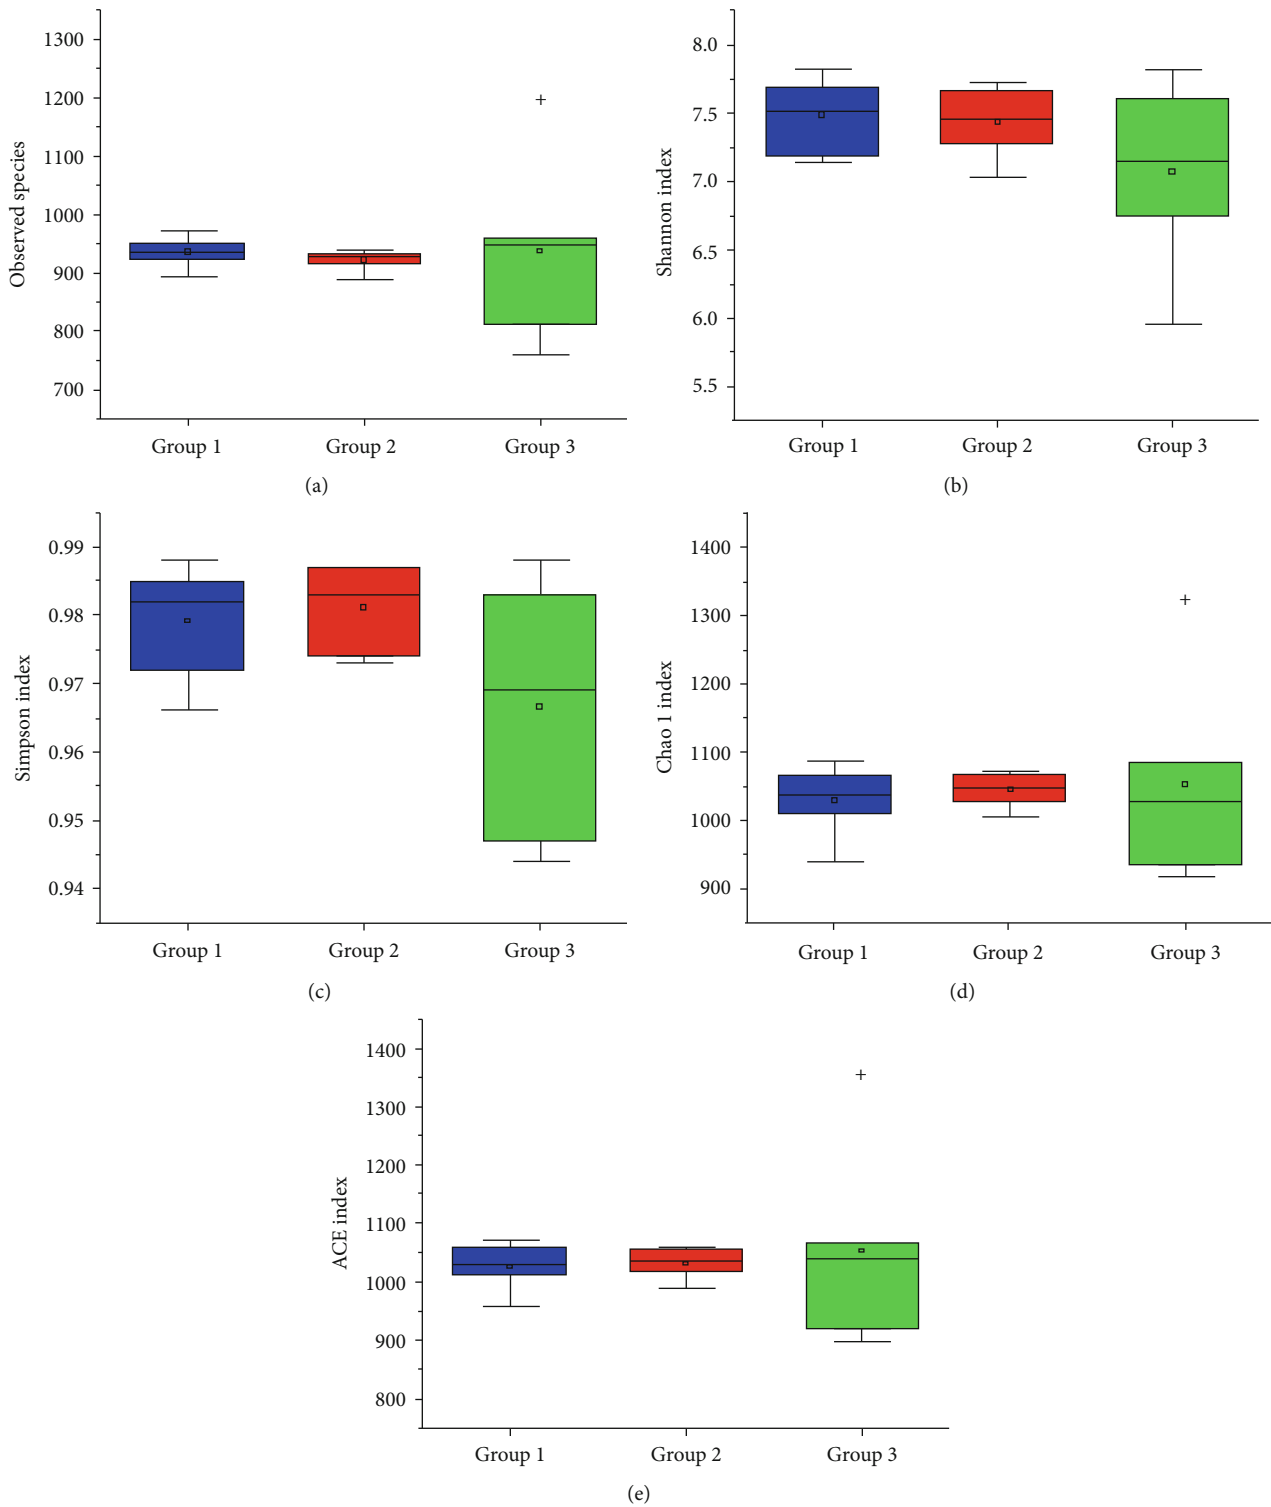 1300
1200
1100
1000
900
800
700
Observed species
Group 1 Group 2 Group 3
(a)
8.0
7.5
7.0
6.5
6.0
5.5
Shannon index
Group 1 Group 2 Group 3
(b)
0.99
0.98
0.97
0.96
0.95
0.94
Simpson index
Group 1 Group 2 Group 3
(c)
1400
1300
1200
1100
1000
900
Chao 1 index
Group 1 Group 2 Group 3
(d)
1400
1300
1200
1100
1000
900
800
ACE index
Group 1 Group 2 Group 3
(e)